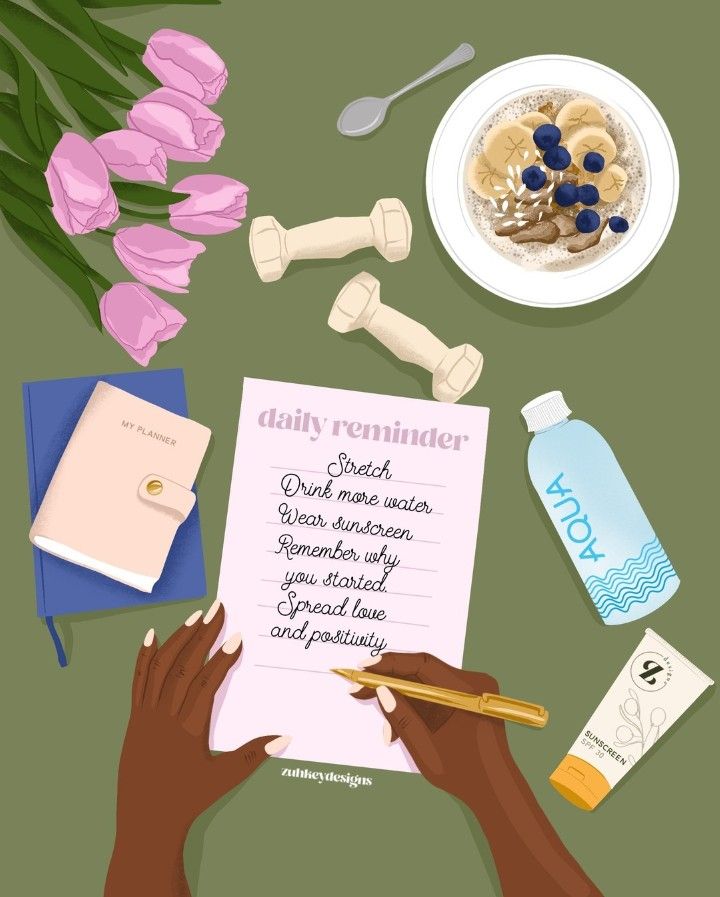 MY PLANNER
daily reminder
Stretch
Drink more water
Wear sunscreen
Remember why
you started.
Spread love
and positivity
AQUA
designs
SUNSCREEN
SPF 30
zuhkeydesigns